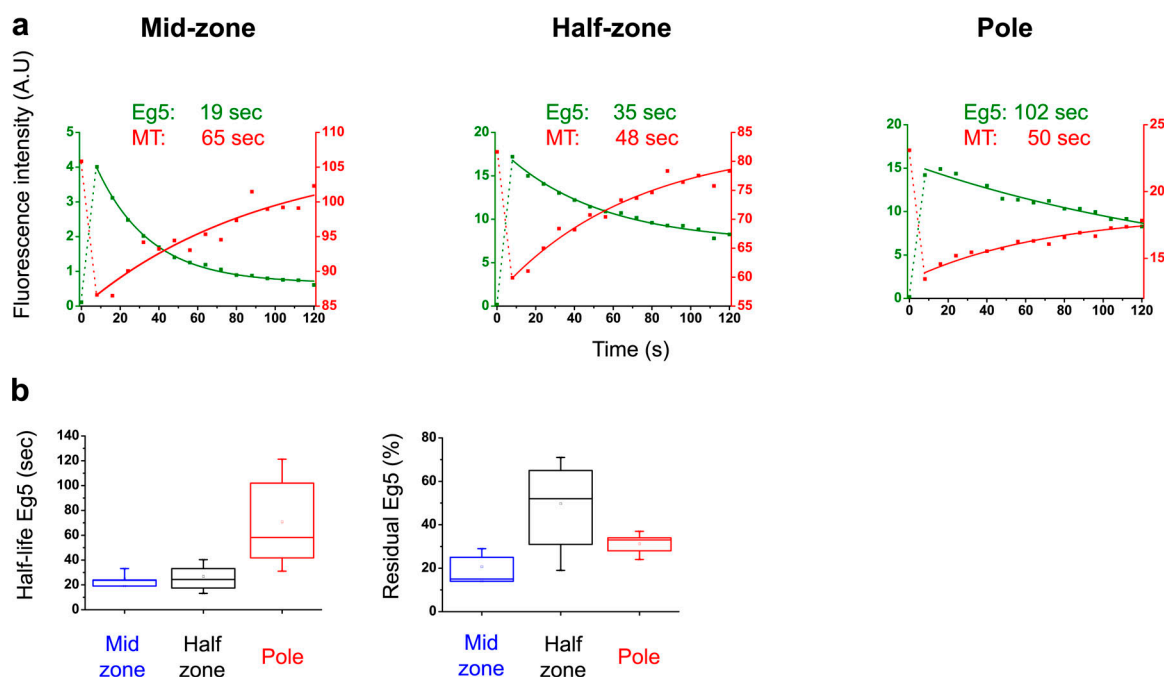 a
Mid-zone
Half-zone
Pole
Fluorescence intensity (A.U)
Eg5: 19 sec
MT: 65 sec
5
4
3
2
1
0
110
105
100
95
90
85
0 20 40 60 80 100 120
Eg5: 35 sec
MT: 48 sec
20
15
10
5
0
85
80
75
70
65
60
55
0 20 40 60 80 100 120
Eg5: 102 sec
MT: 50 sec
20
15
10
5
0
25
20
15
0 20 40 60 80 100 120
Time (s)
b
Half-life Eg5 (sec)
140
120
100
80
60
40
20
0
Mid
zone
Half
zone
Pole
Residual Eg5 (%)
80
60
40
20
0
Mid
zone
Half
zone
Pole